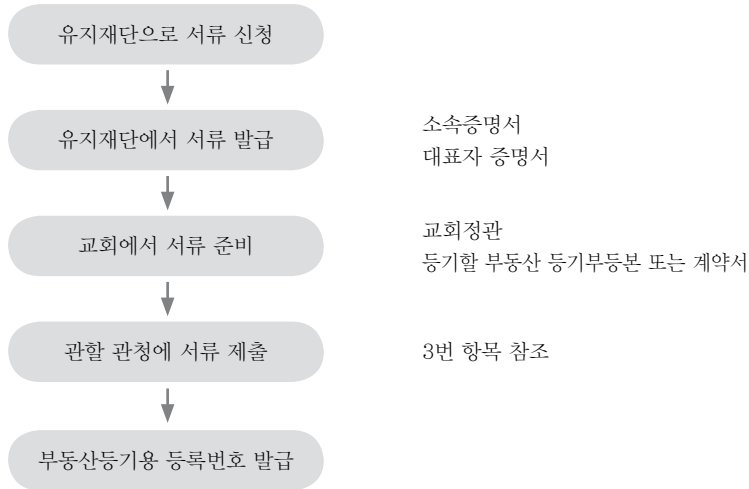 유지재단으로 서류 신청
유지재단에서 서류 발급
소속증명서
대표자 증명서
교회에서 서류 준비
교회정관
등기할 부동산 등기부등본 또는 계약서
관할 관청에 서류 제출
3번 항목 참조
부동산등기용 등록번호 발급